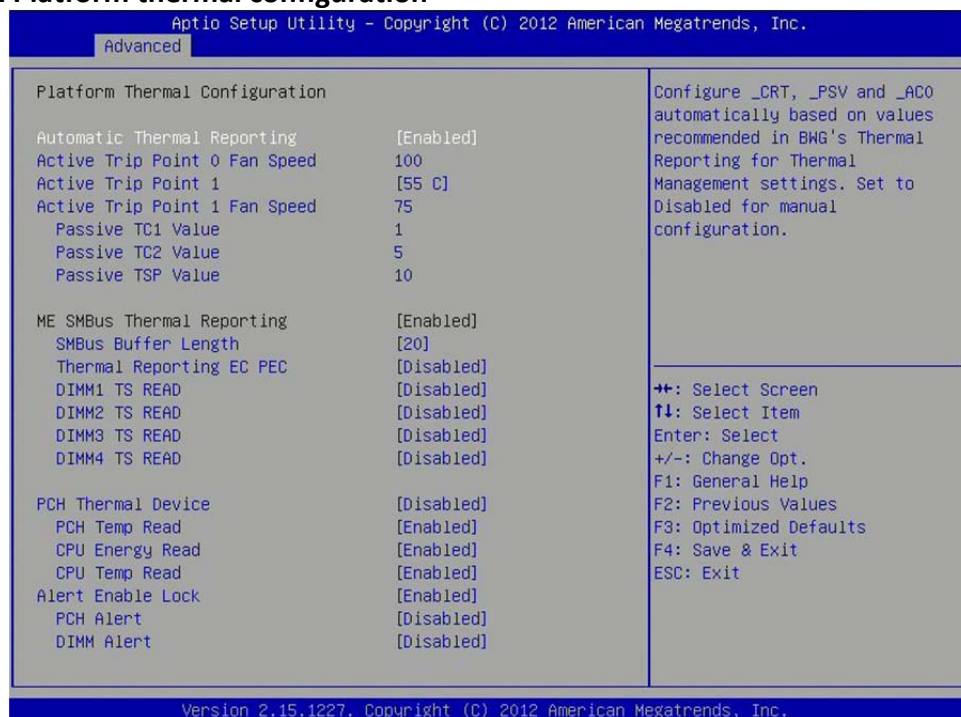 Platform thermal configuration
Aptio Setup Utility – Copyright (C) 2012 American Megatrends, Inc.
Advanced
Platform Thermal Configuration
Automatic Thermal Reporting [Enabled]
Active Trip Point 0 Fan Speed 100
Active Trip Point 1 [55 C]
Active Trip Point 1 Fan Speed 75
Passive TC1 Value 1
Passive TC2 Value 5
Passive TSP Value 10
ME SMBus Thermal Reporting [Enabled]
SMBus Buffer Length [20]
Thermal Reporting EC PEC [Disabled]
DIMM1 TS READ [Disabled]
DIMM2 TS READ [Disabled]
DIMM3 TS READ [Disabled]
DIMM4 TS READ [Disabled]
PCH Thermal Device [Disabled]
PCH Temp Read [Enabled]
CPU Energy Read [Enabled]
CPU Temp Read [Enabled]
Alert Enable Lock [Enabled]
PCH Alert [Disabled]
DIMM Alert [Disabled]
Configure _CRT, _PSV and _AC0
automatically based on values
recommended in BWG's Thermal
Reporting for Thermal
Management settings. Set to
Disabled for manual
configuration.
→←: Select Screen
↑↓: Select Item
Enter: Select
+/-: Change Opt.
F1: General Help
F2: Previous Values
F3: Optimized Defaults
F4: Save & Exit
ESC: Exit
Version 2.15.1227. Copyright (C) 2012 American Megatrends, Inc.